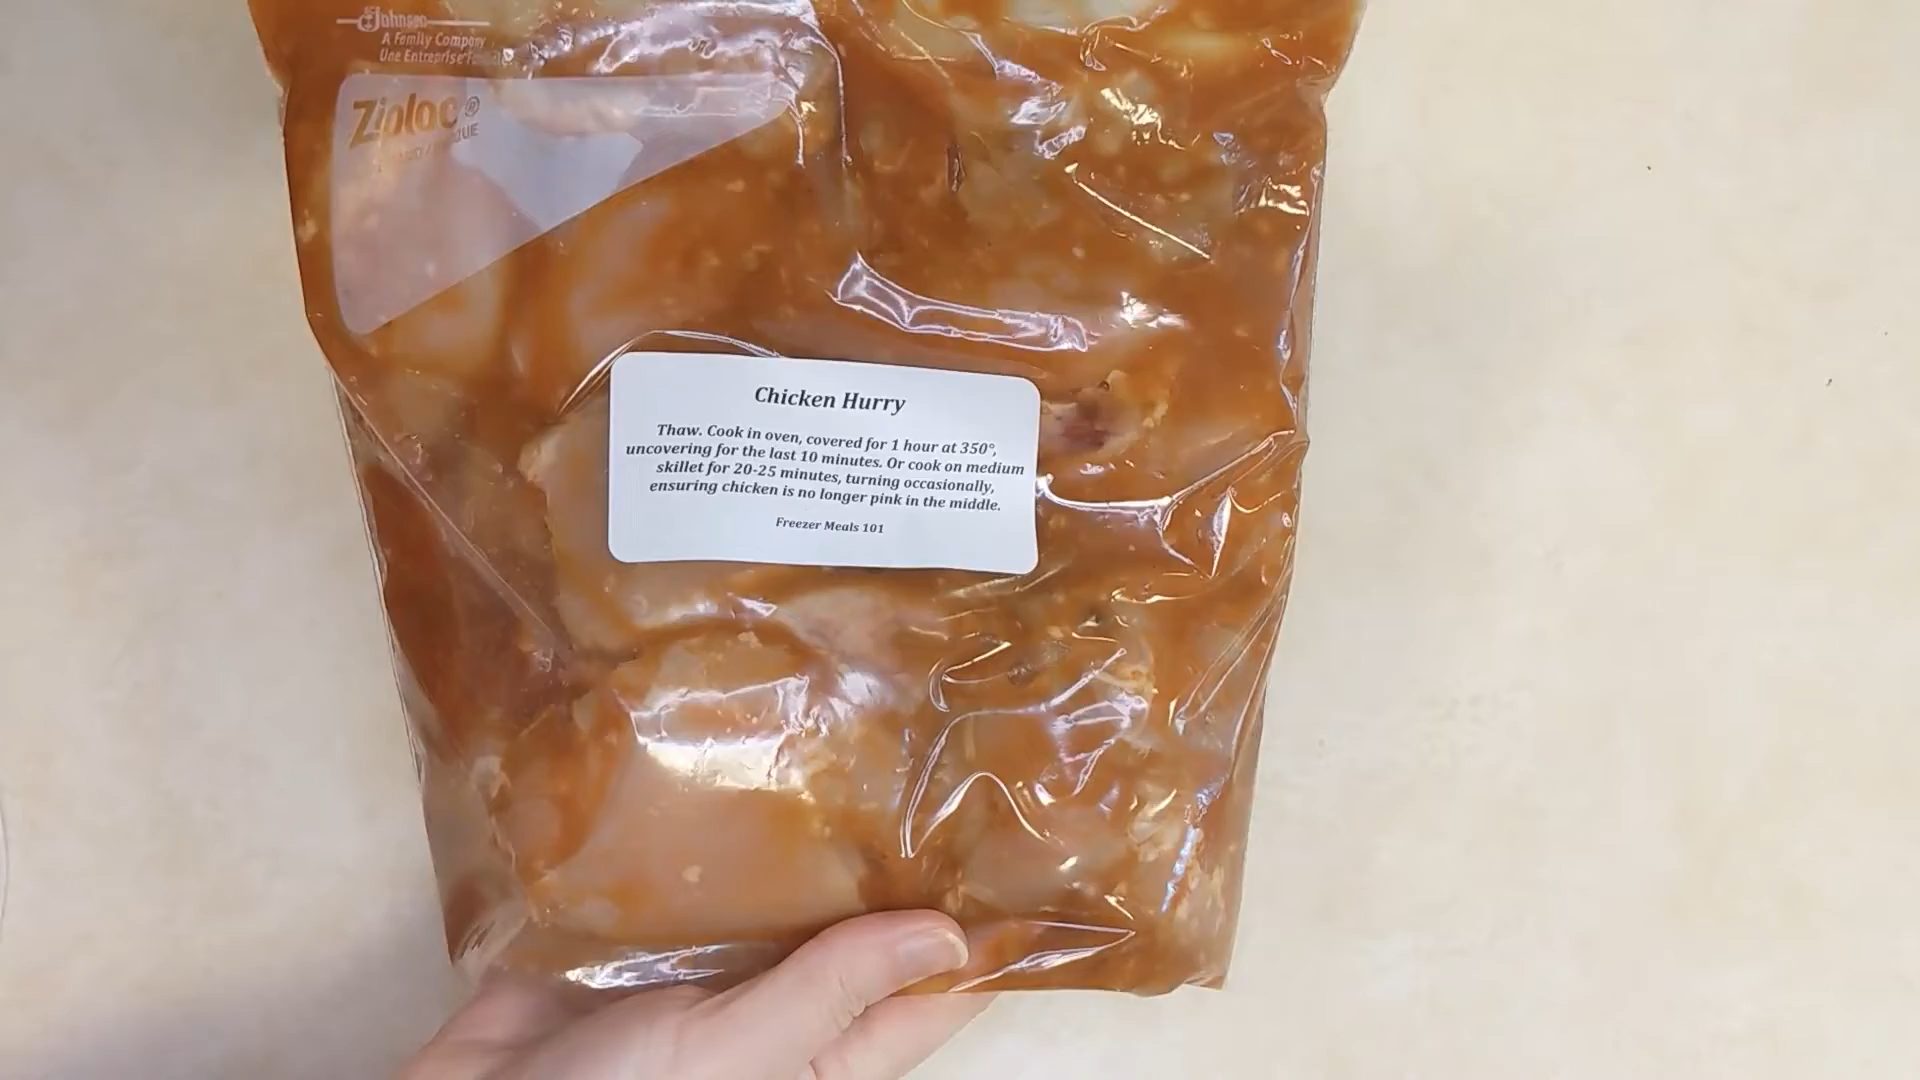 Johnson
A Family Company
Une Entreprise
Ziploc®
Chicken Hurry
Thaw. Cook in oven, covered for 1 hour at 350°,
uncovering for the last 10 minutes. Or cook on medium
skillet for 20-25 minutes, turning occasionally,
ensuring chicken is no longer pink in the middle.
Freezer Meals 101